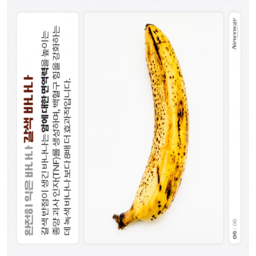 완전히 익은 바나나 갈색 바나나
갈색 반점이 생긴 바나나는 암에 대한 면역력을 높이는
종양 괴사 인자(TNF)를 생성하며, 백혈구 힘을 강화하는
데 녹색 바나나 보다 8배 더 효과적입니다.
Newsnack
05 06